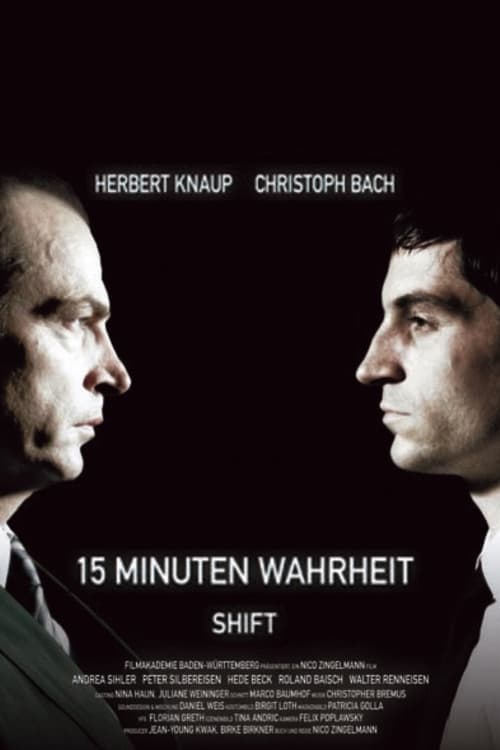 HERBERT KNAUP CHRISTOPH BACH
15 MINUTEN WAHRHEIT
SHIFT
FILMAKADEMIE BADEN-WÜRTTEMBERG PRÄSENTIERT EIN NICO ZINGELMANN FILM
ANDREA SIHLER PETER SILBEREISEN HEDE BECK ROLAND BAISCH WALTER RENNEISEN
CASTING NINA HAUN, JULIANE WEININGER SCHNITT MARCO BAUMHOF MUSIK CHRISTOPHER BREMUS
SOUNDDESIGN & MISCHUNG DANIEL WEIS KOSTÜMBILD BIRGIT LOTH MASKENBILD PATRICIA GOLLA
VFX FLORIAN GRETH SZENENBILD TINA ANDRIC KAMERA FELIX POPLAWSKY
PRODUCER JEAN-YOUNG KWAK, BIRKE BIRKNER BUCH UND REGIE NICO ZINGELMANN